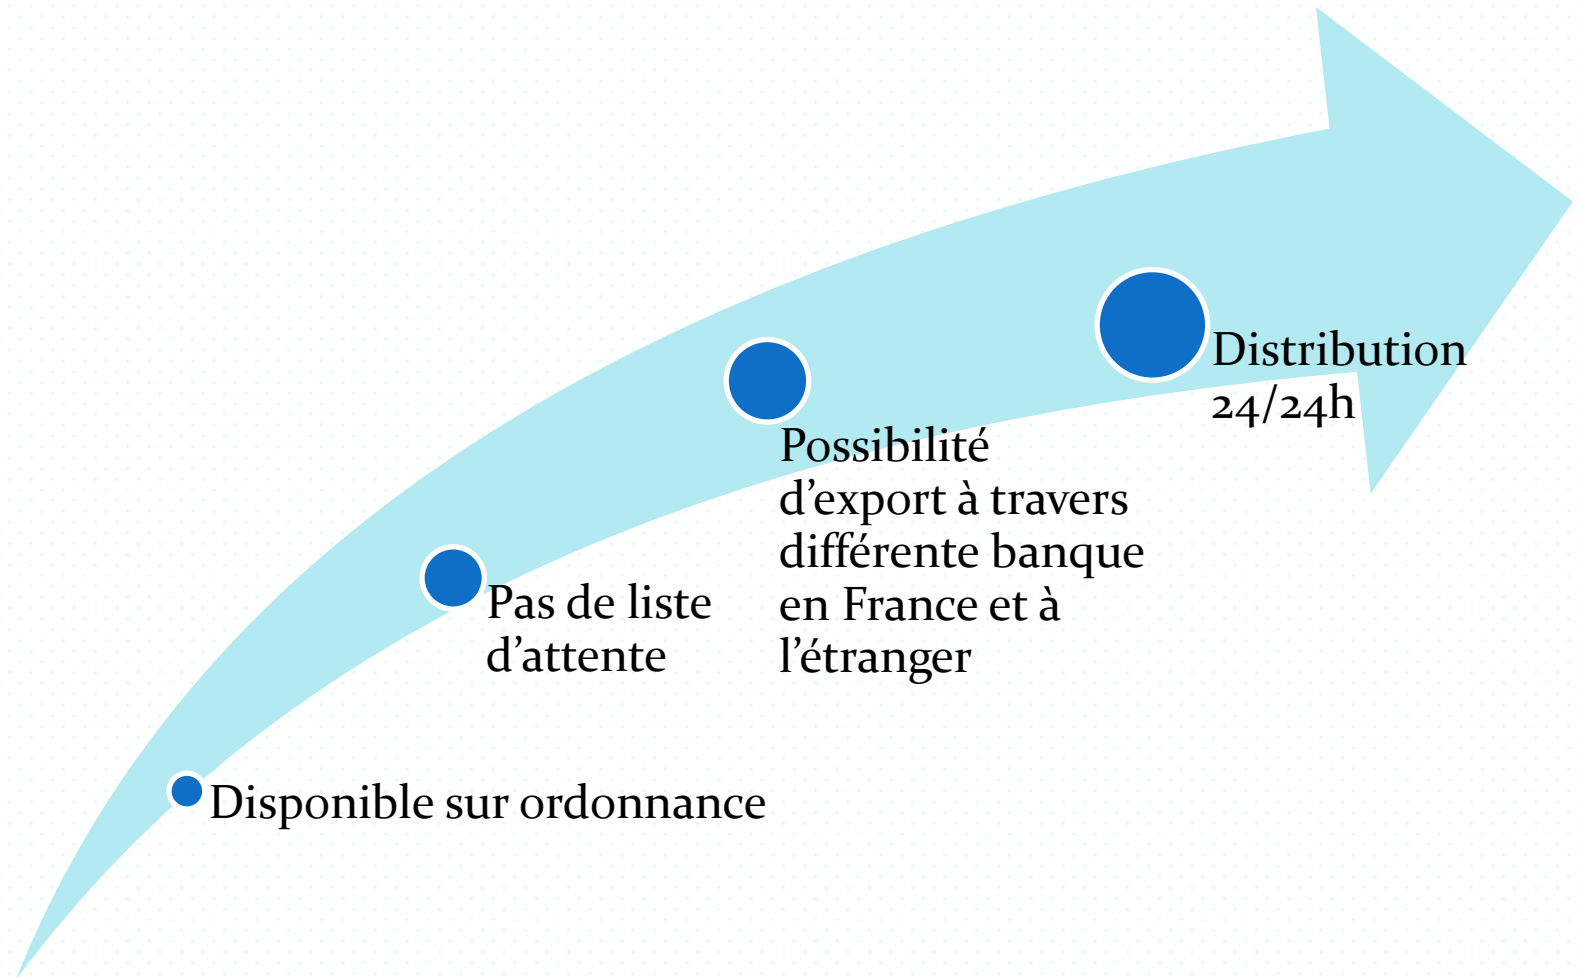 Disponible sur ordonnance
Pas de liste
d’attente
Possibilité
d’export à travers
différente banque
en France et à
l’étranger
Distribution
24/24h